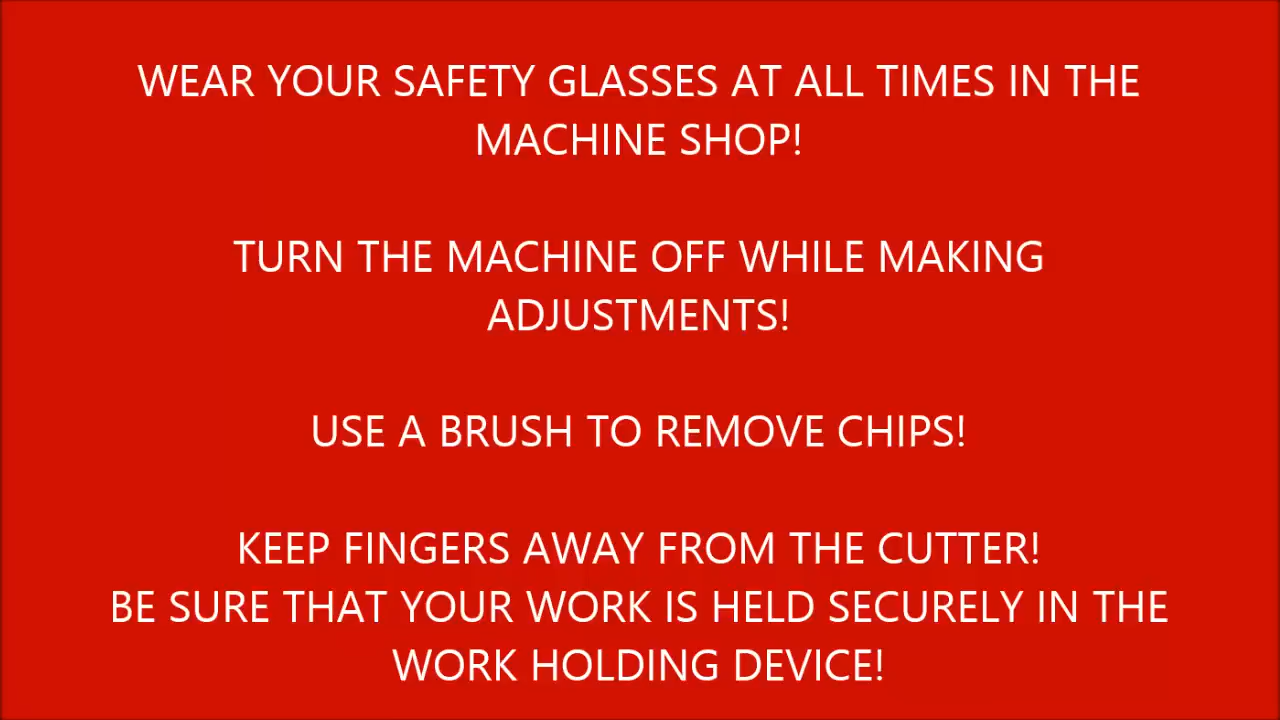 WEAR YOUR SAFETY GLASSES AT ALL TIMES IN THE
MACHINE SHOP!
TURN THE MACHINE OFF WHILE MAKING
ADJUSTMENTS!
USE A BRUSH TO REMOVE CHIPS!
KEEP FINGERS AWAY FROM THE CUTTER!
BE SURE THAT YOUR WORK IS HELD SECURELY IN THE
WORK HOLDING DEVICE!